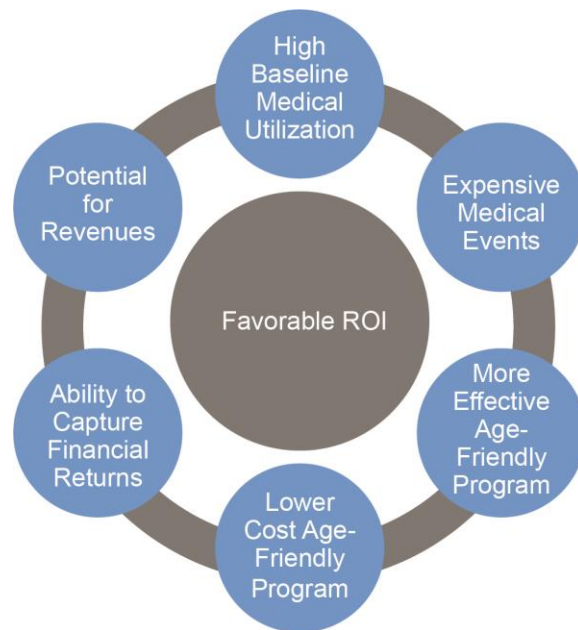 High
Baseline
Medical
Utilization
Expensive
Medical
Events
More
Effective
Age-
Friendly
Program
Lower
Cost Age-
Friendly
Program
Ability to
Capture
Financial
Returns
Potential
for
Revenues
Favorable ROI